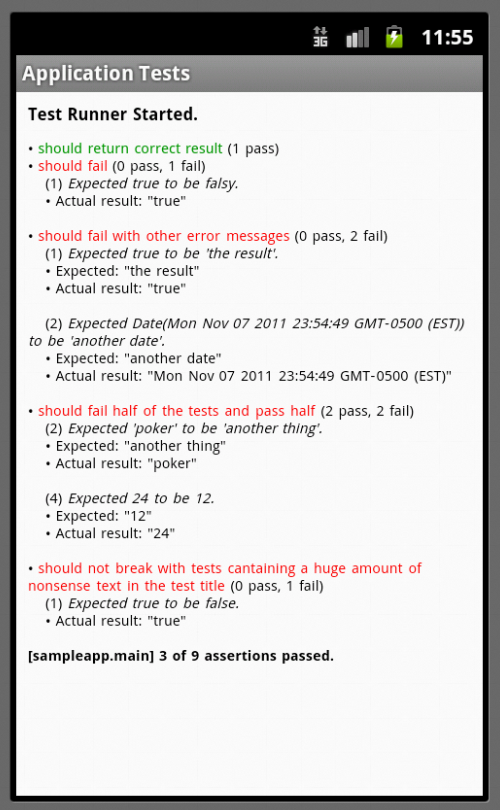 3G
11:55
Application Tests
Test Runner Started.
• should return correct result (1 pass)
• should fail (0 pass, 1 fail)
(1) Expected true to be falsy.
• Actual result: "true"
• should fail with other error messages (0 pass, 2 fail)
(1) Expected true to be 'the result'.
• Expected: "the result"
• Actual result: "true"
(2) Expected Date(Mon Nov 07 2011 23:54:49 GMT-0500 (EST))
to be 'another date'.
• Expected: "another date"
• Actual result: "Mon Nov 07 2011 23:54:49 GMT-0500 (EST)"
• should fail half of the tests and pass half (2 pass, 2 fail)
(2) Expected 'poker' to be 'another thing'.
• Expected: "another thing"
• Actual result: "poker"
(4) Expected 24 to be 12.
• Expected: "12"
• Actual result: "24"
• should not break with tests cantaining a huge amount of
nonsense text in the test title (0 pass, 1 fail)
(1) Expected true to be false.
• Actual result: "true"
[sampleapp.main] 3 of 9 assertions passed.